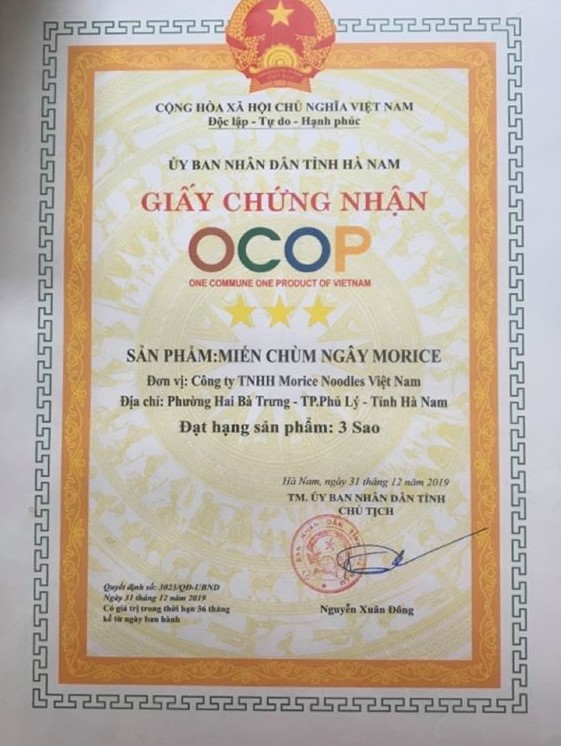 CỘNG HÒA XÃ HỘI CHỦ NGHĨA VIỆT NAM
Độc lập - Tự do - Hạnh phúc
ỦY BAN NHÂN DÂN TỈNH HÀ NAM
GIẤY CHỨNG NHẬN
OCOP
ONE COMMUNE ONE PRODUCT OF VIETNAM
SẢN PHẨM:MIẾN CHÙM NGÂY MORICE
Đơn vị: Công ty TNHH Morice Noodles Việt Nam
Địa chỉ: Phường Hai Bà Trưng - TP.Phủ Lý - Tỉnh Hà Nam
Đạt hạng sản phẩm: 3 Sao
Hà Nam, ngày 31 tháng 12 năm 2019
TM. ỦY BAN NHÂN DÂN TỈNH
CHỦ TỊCH
Quyết định số: 3023/QĐ-UBND
Ngày 31 tháng 12 năm 2019
Có giá trị trong thời hạn 36 tháng
kể từ ngày ban hành
Nguyễn Xuân Đông